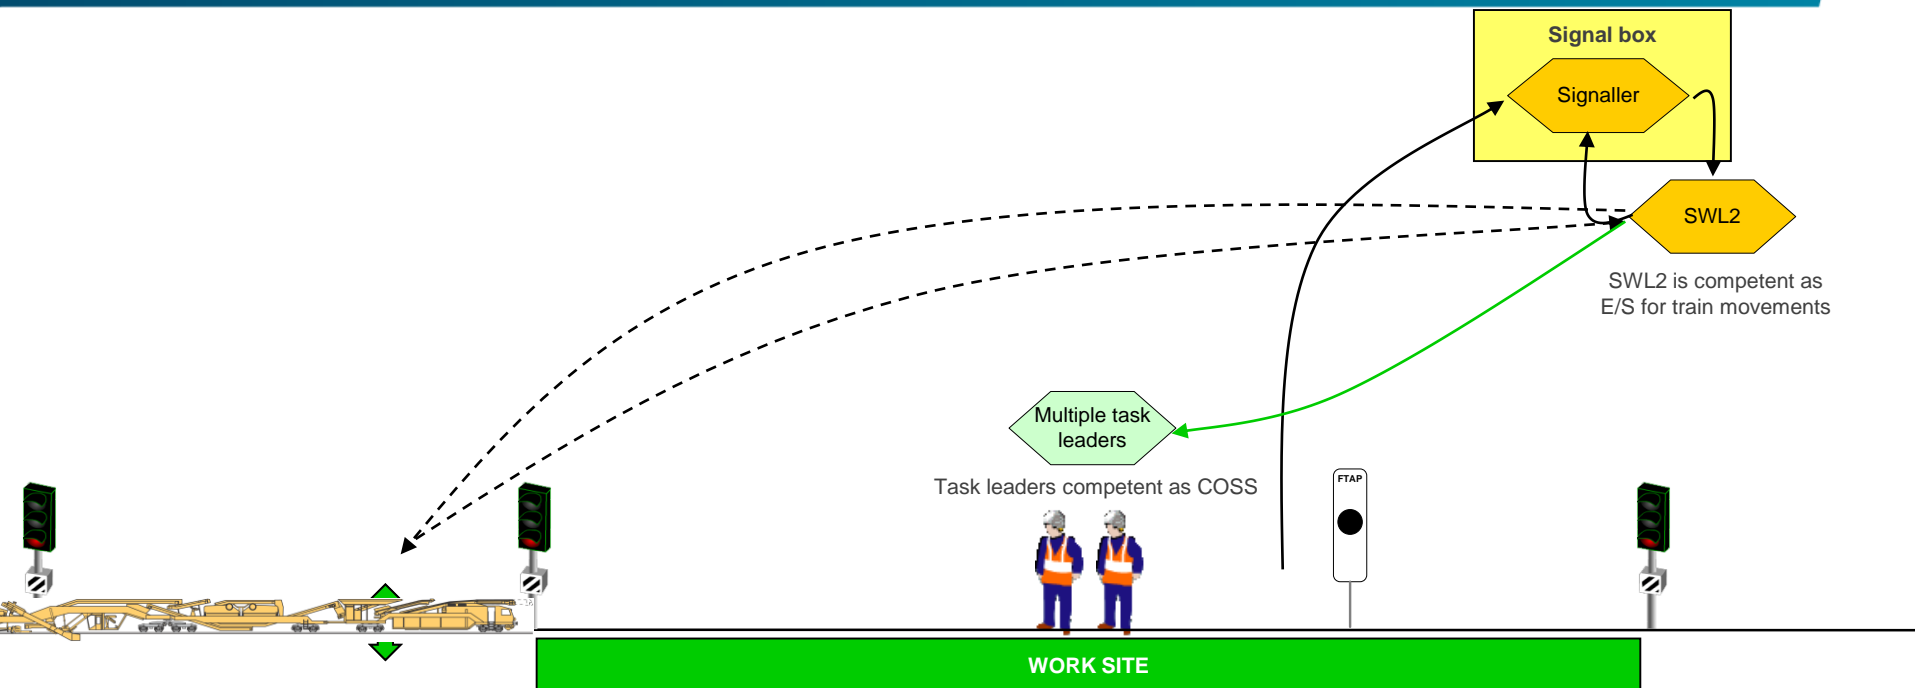 Signal box
Signaller
SWL2
SWL2 is competent as
E/S for train movements
Multiple task
leaders
Task leaders competent as COSS
FTAP
WORK SITE